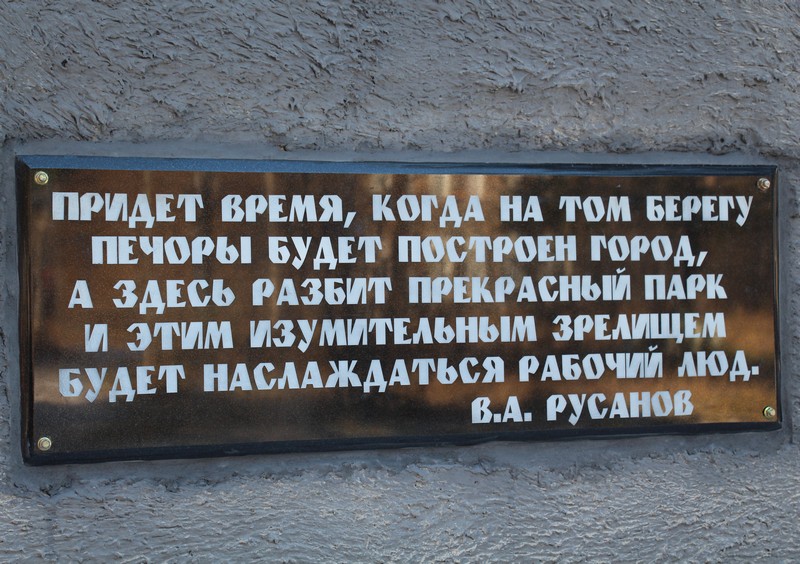 ПРИДЕТ ВРЕМЯ, КОГДА НА ТОМ БЕРЕГУ
ПЕЧОРЫ БУДЕТ ПОСТРОЕН ГОРОД,
А ЗДЕСЬ РАЗБИТ ПРЕКРАСНЫЙ ПАРК
И ЭТИМ ИЗУМИТЕЛЬНЫМ ЗРЕЛИЩЕМ
БУДЕТ НАСЛАЖДАТЬСЯ РАБОЧИЙ ЛЮД.
В.А. РУСАНОВ